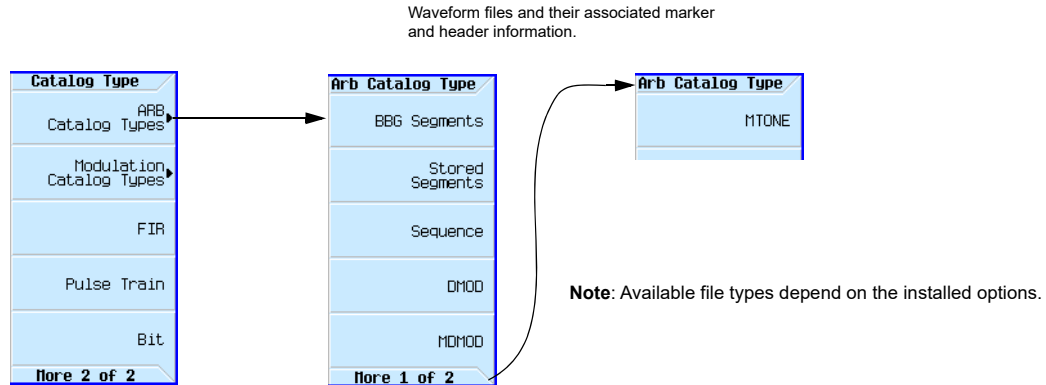 Waveform files and their associated marker
and header information.
Catalog Type
ARB
Catalog Types
Modulation
Catalog Types
FIR
Pulse Train
Bit
More 2 of 2
Arb Catalog Type
BBG Segments
Stored
Segments
Sequence
DMOD
MDMOD
More 1 of 2
Arb Catalog Type
MTONE
Note: Available file types depend on the installed options.